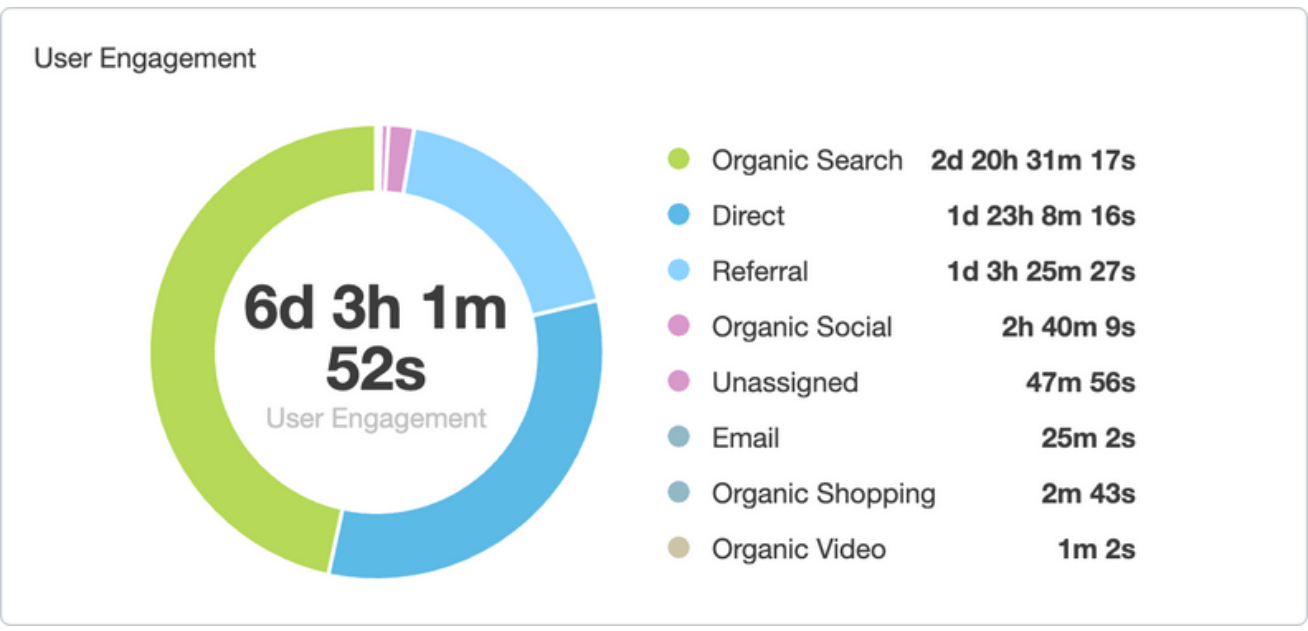 User Engagement
6d 3h 1m
52s
User Engagement
Organic Search 2d 20h 31m 17s
Direct 1d 23h 8m 16s
Referral 1d 3h 25m 27s
Organic Social 2h 40m 9s
Unassigned 47m 56s
Email 25m 2s
Organic Shopping 2m 43s
Organic Video 1m 2s